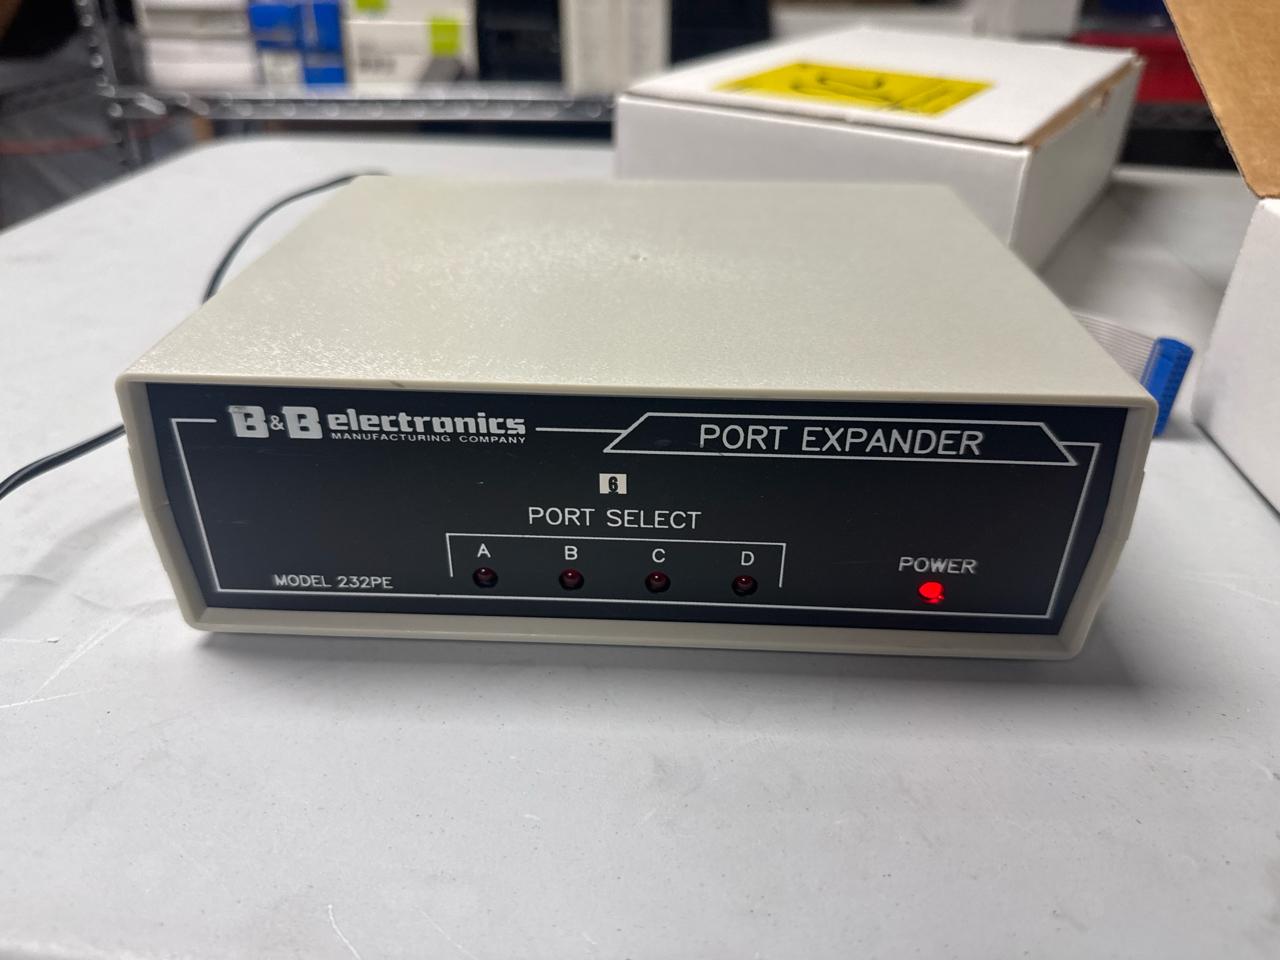 B&B electronics
MANUFACTURING COMPANY
PORT EXPANDER
6
PORT SELECT
A B C D
POWER
MODEL 232PE